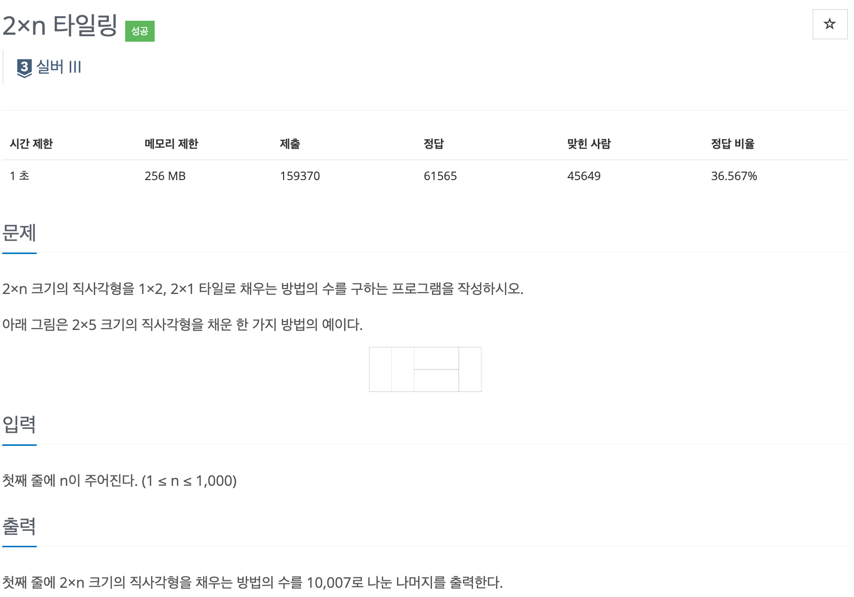 2×n 타일링 성공
☆
3 실버 III
시간 제한 메모리 제한 제출 정답 맞힌 사람 정답 비율
1 초 256 MB 159370 61565 45649 36.567%
문제
2×n 크기의 직사각형을 1×2, 2×1 타일로 채우는 방법의 수를 구하는 프로그램을 작성하시오.
아래 그림은 2×5 크기의 직사각형을 채운 한 가지 방법의 예이다.
입력
첫째 줄에 n이 주어진다. (1 ≤ n ≤ 1,000)
출력
첫째 줄에 2×n 크기의 직사각형을 채우는 방법의 수를 10,007로 나눈 나머지를 출력한다.